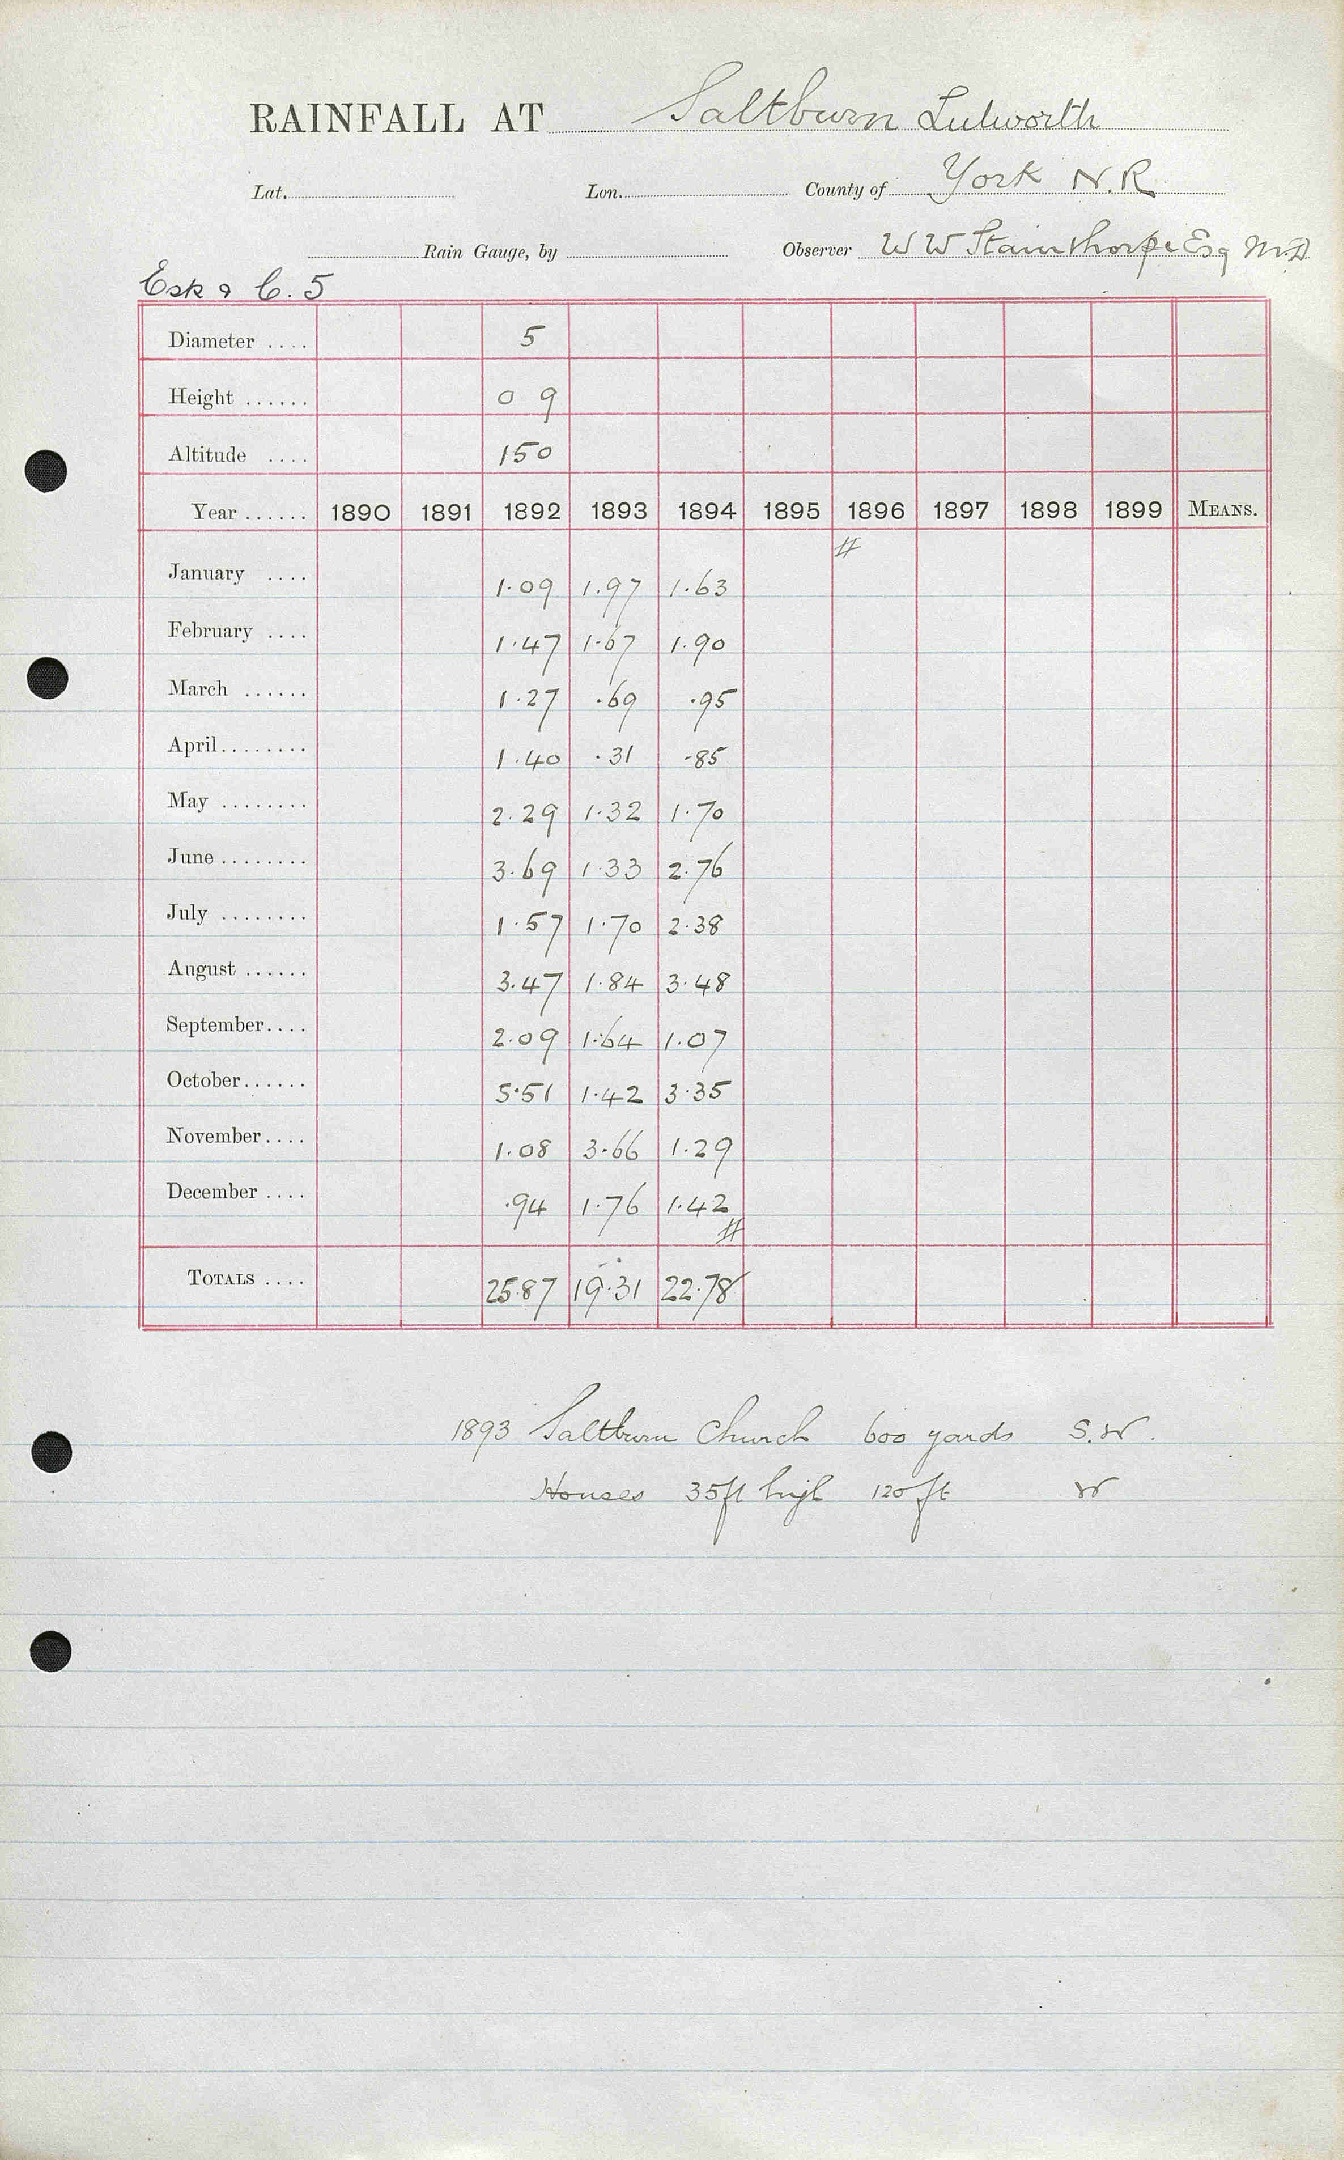 RAINFALL AT Saltburn Lulworth
Lat. Lon. County of York N.R
Rain Gauge, by Observer W W Stainthorpe Esq M.D
Esk & C. 5
Diameter .... 5
Height ...... 0 9
Altitude .... 150
Year ...... 1890 1891 1892 1893 1894 1895 1896 1897 1898 1899 MEANS.
#
January .... 1.09 1.97 1.63
February .... 1.47 1.67 1.90
March ...... 1.27 .69 .95
April........ 1.40 .31 .85
May ........ 2.29 1.32 1.70
June ........ 3.69 1.33 2.76
July ........ 1.57 1.70 2.38
August ...... 3.47 1.84 3.48
September.... 2.09 1.64 1.07
October...... 5.51 1.42 3.35
November.... 1.08 3.66 1.29
December .... .94 1.76 1.42
#
TOTALS .... 25.87 19.31 22.78
1893 Saltburn Church 600 yards S.W.
Houses 35ft high 120 ft W